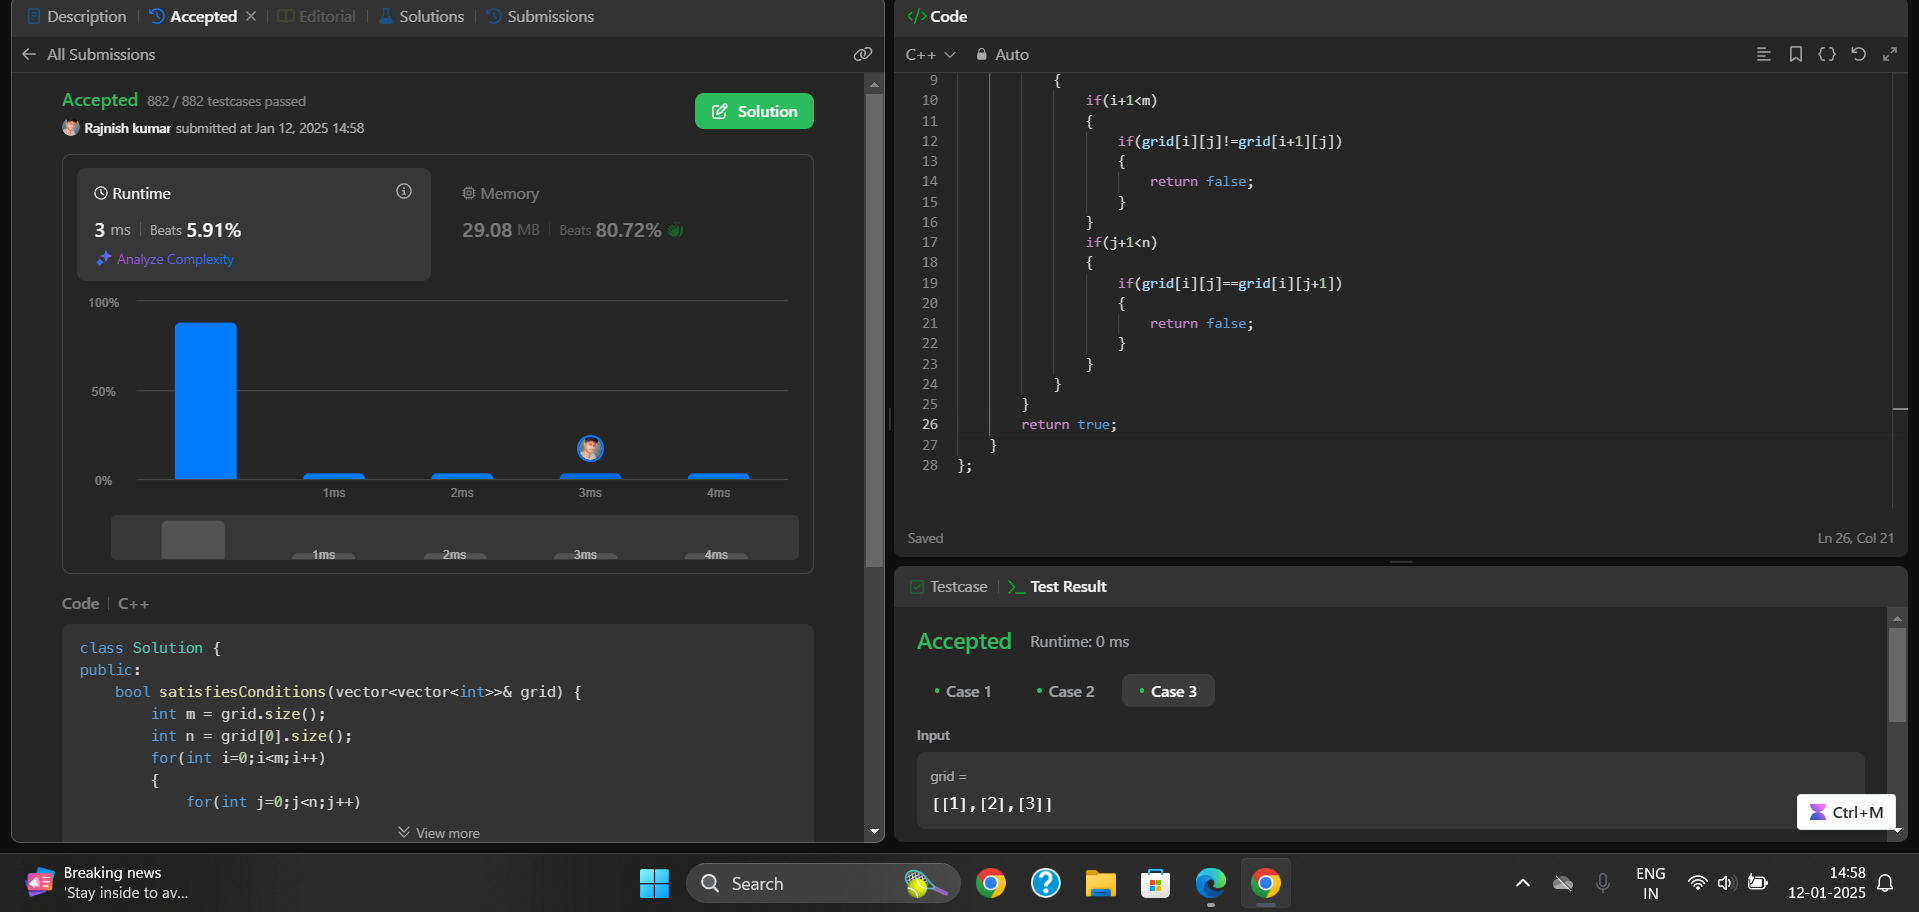 Description
Accepted
Editorial
Solutions
Submissions
All Submissions
Accepted 882 / 882 testcases passed
Rajnish kumar submitted at Jan 12, 2025 14:58
Solution
Runtime
3 ms Beats 5.91%
Analyze Complexity
Memory
29.08 MB Beats 80.72%
100%
50%
0%
1ms 2ms 3ms 4ms
1ms 2ms 3ms 4ms
Code C++
class Solution {
public:
    bool satisfiesConditions(vector<vector<int>>& grid) {
        int m = grid.size();
        int n = grid[0].size();
        for(int i=0;i<m;i++)
        {
            for(int j=0;j<n;j++)
View more
</> Code
C++ Auto
9 {
10 if(i+1<m)
11 {
12 if(grid[i][j]!=grid[i+1][j])
13 {
14 return false;
15 }
16 }
17 if(j+1<n)
18 {
19 if(grid[i][j]==grid[i][j+1])
20 {
21 return false;
22 }
23 }
24 }
25 }
26 return true;
27 }
28 };
Saved
Ln 26, Col 21
Testcase
Test Result
Accepted Runtime: 0 ms
Case 1 Case 2 Case 3
Input
grid =
[[1],[2],[3]]
Ctrl+M
Breaking news
'Stay inside to av...
Search
ENG
IN
14:58
12-01-2025